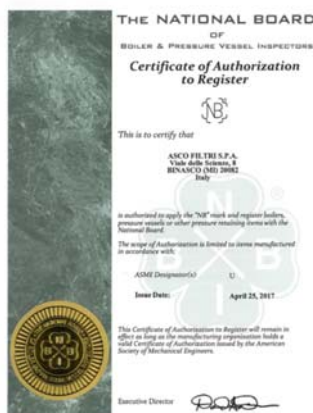 THE NATIONAL BOARD
OF
BOILER & PRESSURE VESSEL INSPECTORS
Certificate of Authorization
to Register
NB
This is to certify that
ASCO FILTRI S.P.A.
Viale delle Scienze, 8
BINASCO (MI) 20082
Italy
is authorized to apply the "NB" mark and register boilers,
pressure vessels or other pressure retaining items with the
National Board.
The scope of Authorization is limited to items manufactured
in accordance with:
ASME Designator(s) U
Issue Date: April 25, 2017
This Certificate of Authorization to Register will remain in
effect as long as the manufacturing organization holds a
valid Certificate of Authorization issued by the American
Society of Mechanical Engineers.
Executive Director